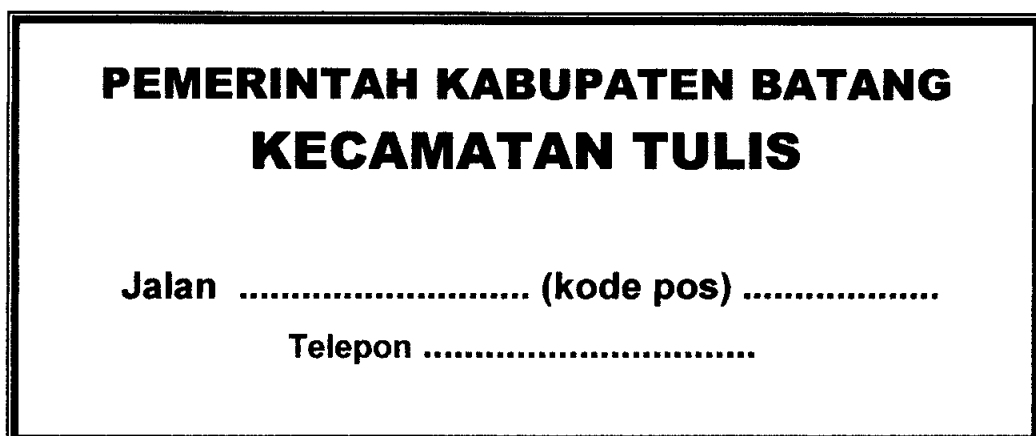 PEMERINTAH KABUPATEN BATANG
KECAMATAN TULIS
Jalan ............................ (kode pos) ...................
Telepon ................................